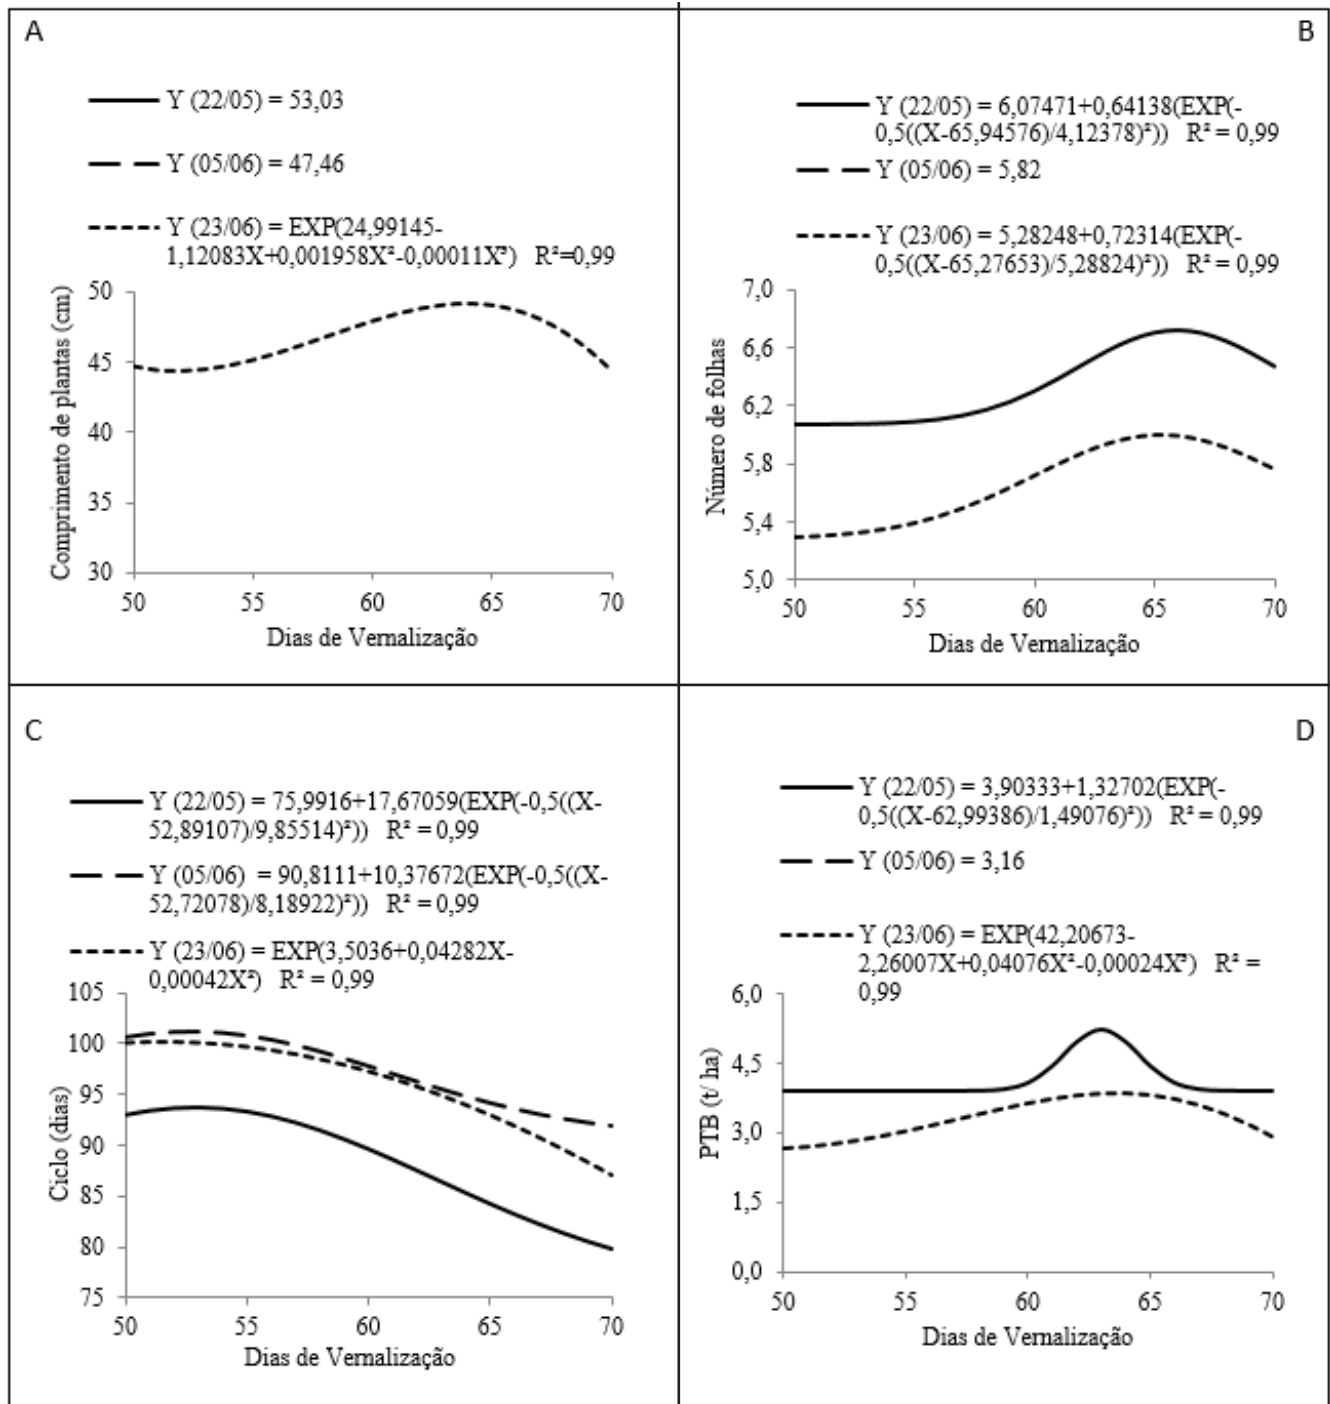 A
Y (22/05) = 53,03
Y (05/06) = 47,46
Y (23/06) = EXP(24,99145-
1,12083X+0,001958X²-0,00011X³) R²=0,99
50
45
40
35
30
Comprimento de plantas (cm)
50 55 60 65 70
Dias de Vernalização
B
Y (22/05) = 6,07471+0,64138(EXP(-
0,5((X-65,94576)/4,12378)²)) R² = 0,99
Y (05/06) = 5,82
Y (23/06) = 5,28248+0,72314(EXP(-
0,5((X-65,27653)/5,28824)²)) R² = 0,99
7,0
6,6
6,2
5,8
5,4
5,0
Número de folhas
50 55 60 65 70
Dias de Vernalização
C
Y (22/05) = 75,9916+17,67059(EXP(-0,5((X-
52,89107)/9,85514)²)) R² = 0,99
Y (05/06) = 90,8111+10,37672(EXP(-0,5((X-
52,72078)/8,18922)²)) R² = 0,99
Y (23/06) = EXP(3,5036+0,04282X-
0,00042X²) R² = 0,99
105
100
95
90
85
80
75
Ciclo (dias)
50 55 60 65 70
Dias de Vernalização
D
Y (22/05) = 3,90333+1,32702(EXP(-
0,5((X-62,99386)/1,49076)²)) R² = 0,99
Y (05/06) = 3,16
Y (23/06) = EXP(42,20673-
2,26007X+0,04076X²-0,00024X³) R² =
0,99
6,0
4,5
3,0
1,5
0,0
PTB (t/ ha)
50 55 60 65 70
Dias de Vernalização